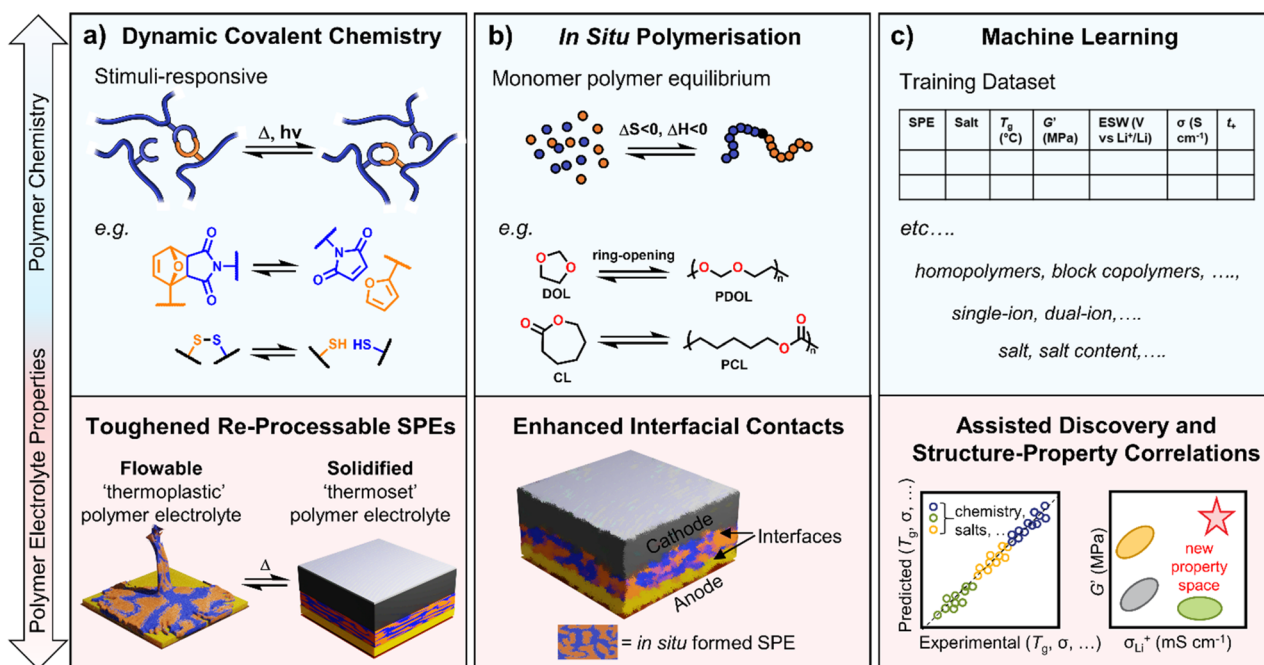 Polymer Chemistry
Polymer Electrolyte Properties
a) Dynamic Covalent Chemistry
Stimuli-responsive
Δ, hν
e.g.
O
N
O
O
O
N
O
O
S
S
SH
HS
Toughened Re-Processable SPEs
Flowable
'thermoplastic'
polymer electrolyte
Solidified
'thermoset'
polymer electrolyte
Δ
b) In Situ Polymerisation
Monomer polymer equilibrium
ΔS<0, ΔH<0
e.g.
O
O
DOL
ring-opening
O
O
n
PDOL
O
O
CL
O
O
n
PCL
Enhanced Interfacial Contacts
Cathode
Interfaces
Anode
= in situ formed SPE
c) Machine Learning
Training Dataset
SPE
Salt
Tg
(°C)
G'
(MPa)
ESW (V
vs Li+/Li)
σ (S
cm-1)
t+
etc….
homopolymers, block copolymers, ….,
single-ion, dual-ion,….
salt, salt content,….
Assisted Discovery and
Structure-Property Correlations
Predicted (Tg, σ, …)
chemistry,
salts, ..
Experimental (Tg, σ, …)
G' (MPa)
new
property
space
σLi+ (mS cm-1)